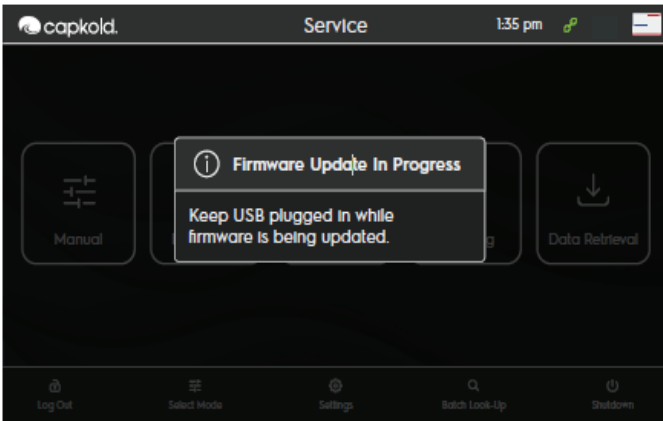 capkold.
Service
1:35 pm
Firmware Update In Progress
Keep USB plugged in while
firmware is being updated.
Manual
g
Data Retrieval
Log Out
Select Mode
Settings
Batch Look-Up
Shutdown